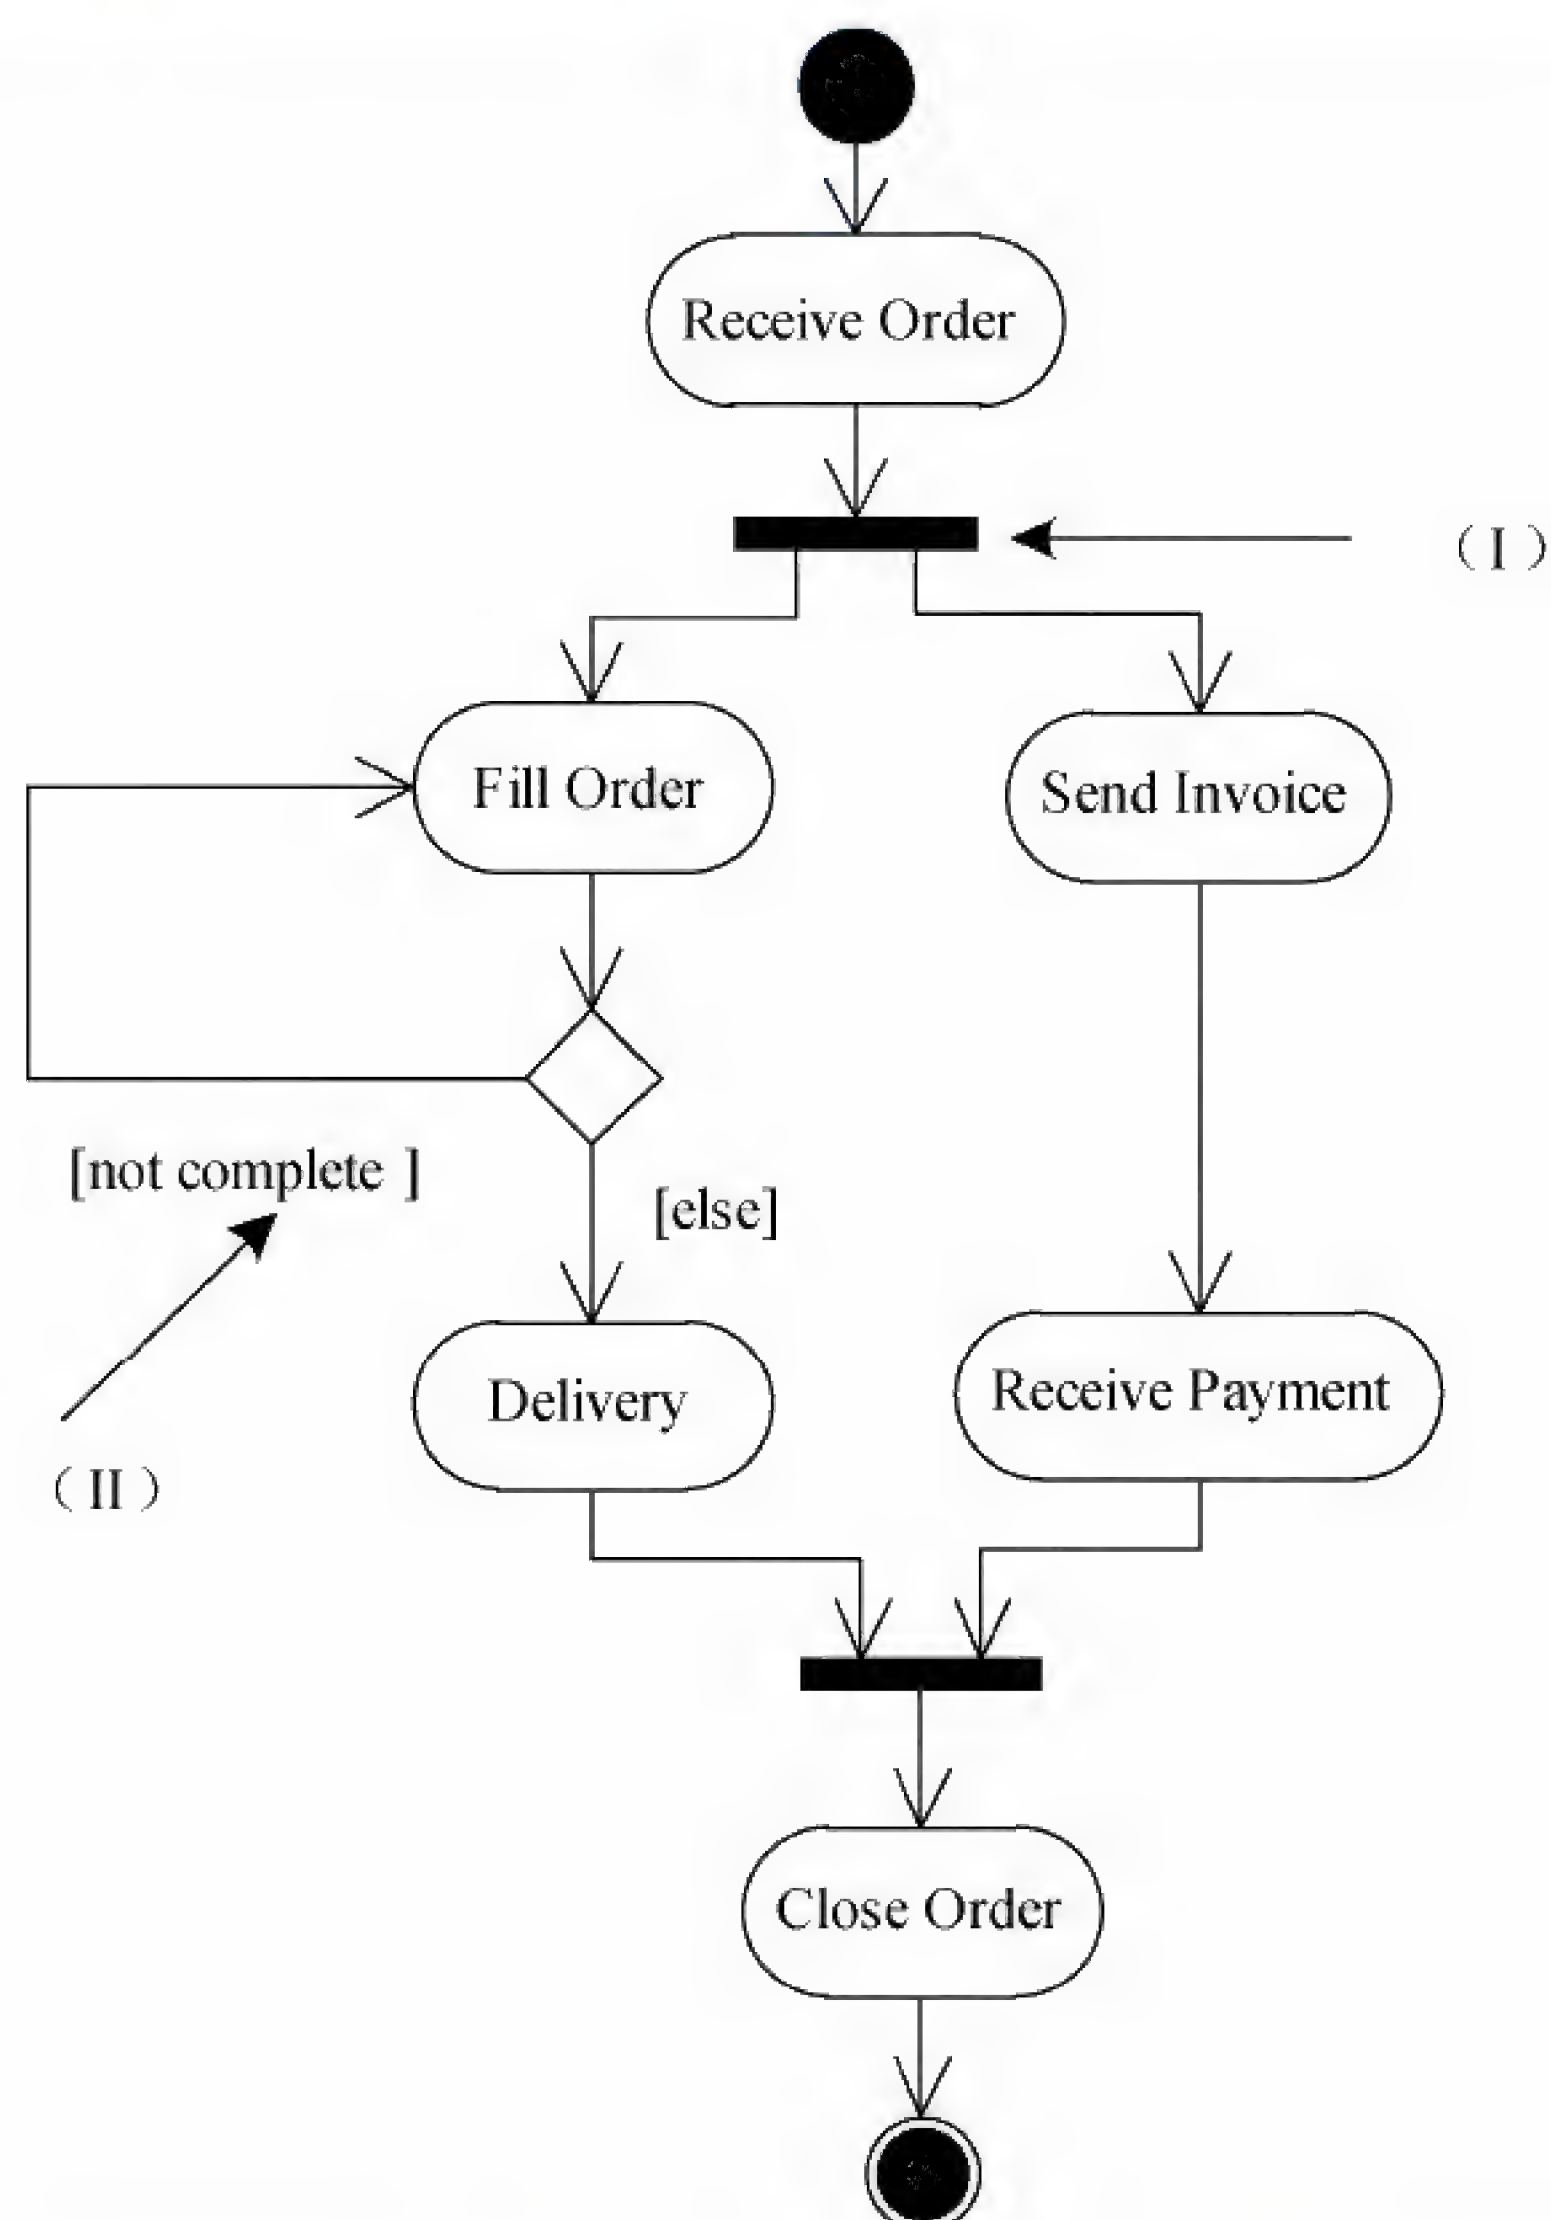 Receive Order
（I）
Fill Order
Send Invoice
[not complete ]
[else]
Delivery
Receive Payment
（II）
Close Order